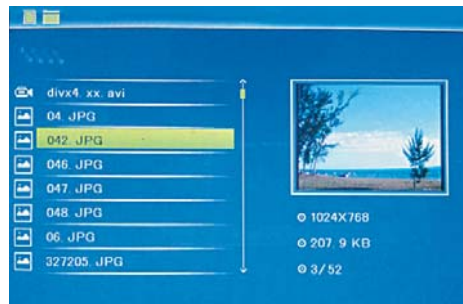 divx4. xx. avi
04. JPG
042. JPG
046. JPG
047. JPG
048. JPG
06. JPG
327205. JPG
1024X768
207. 9 KB
3/52